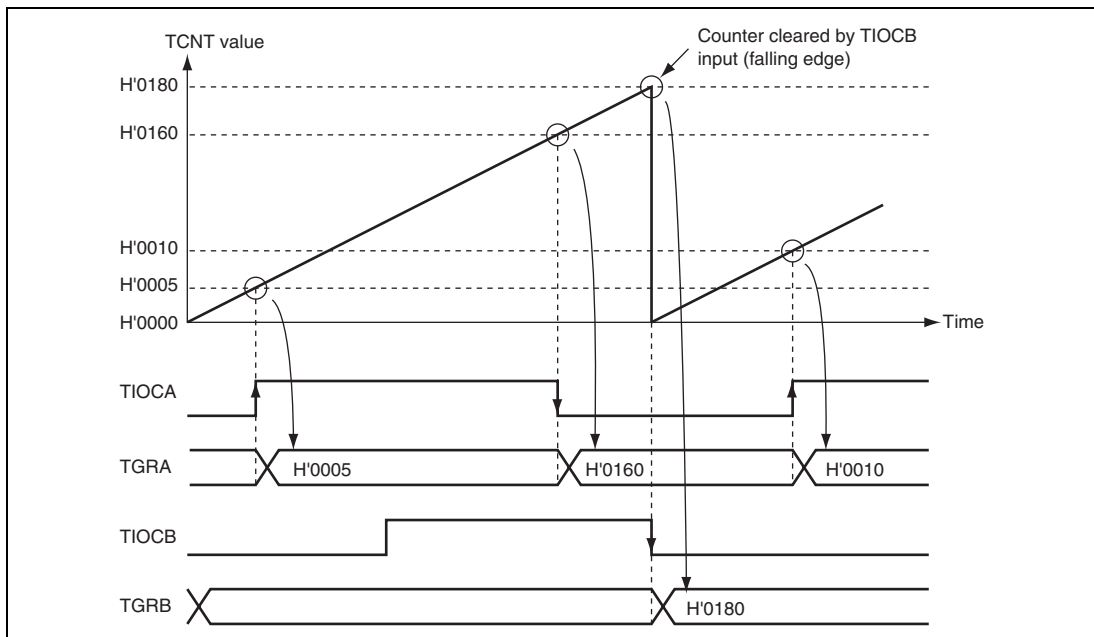 TCNT value
Counter cleared by TIOCB
input (falling edge)
H'0180
H'0160
H'0010
H'0005
H'0000
Time
TIOCA
TGRA
H'0005
H'0160
H'0010
TIOCB
TGRB
H'0180